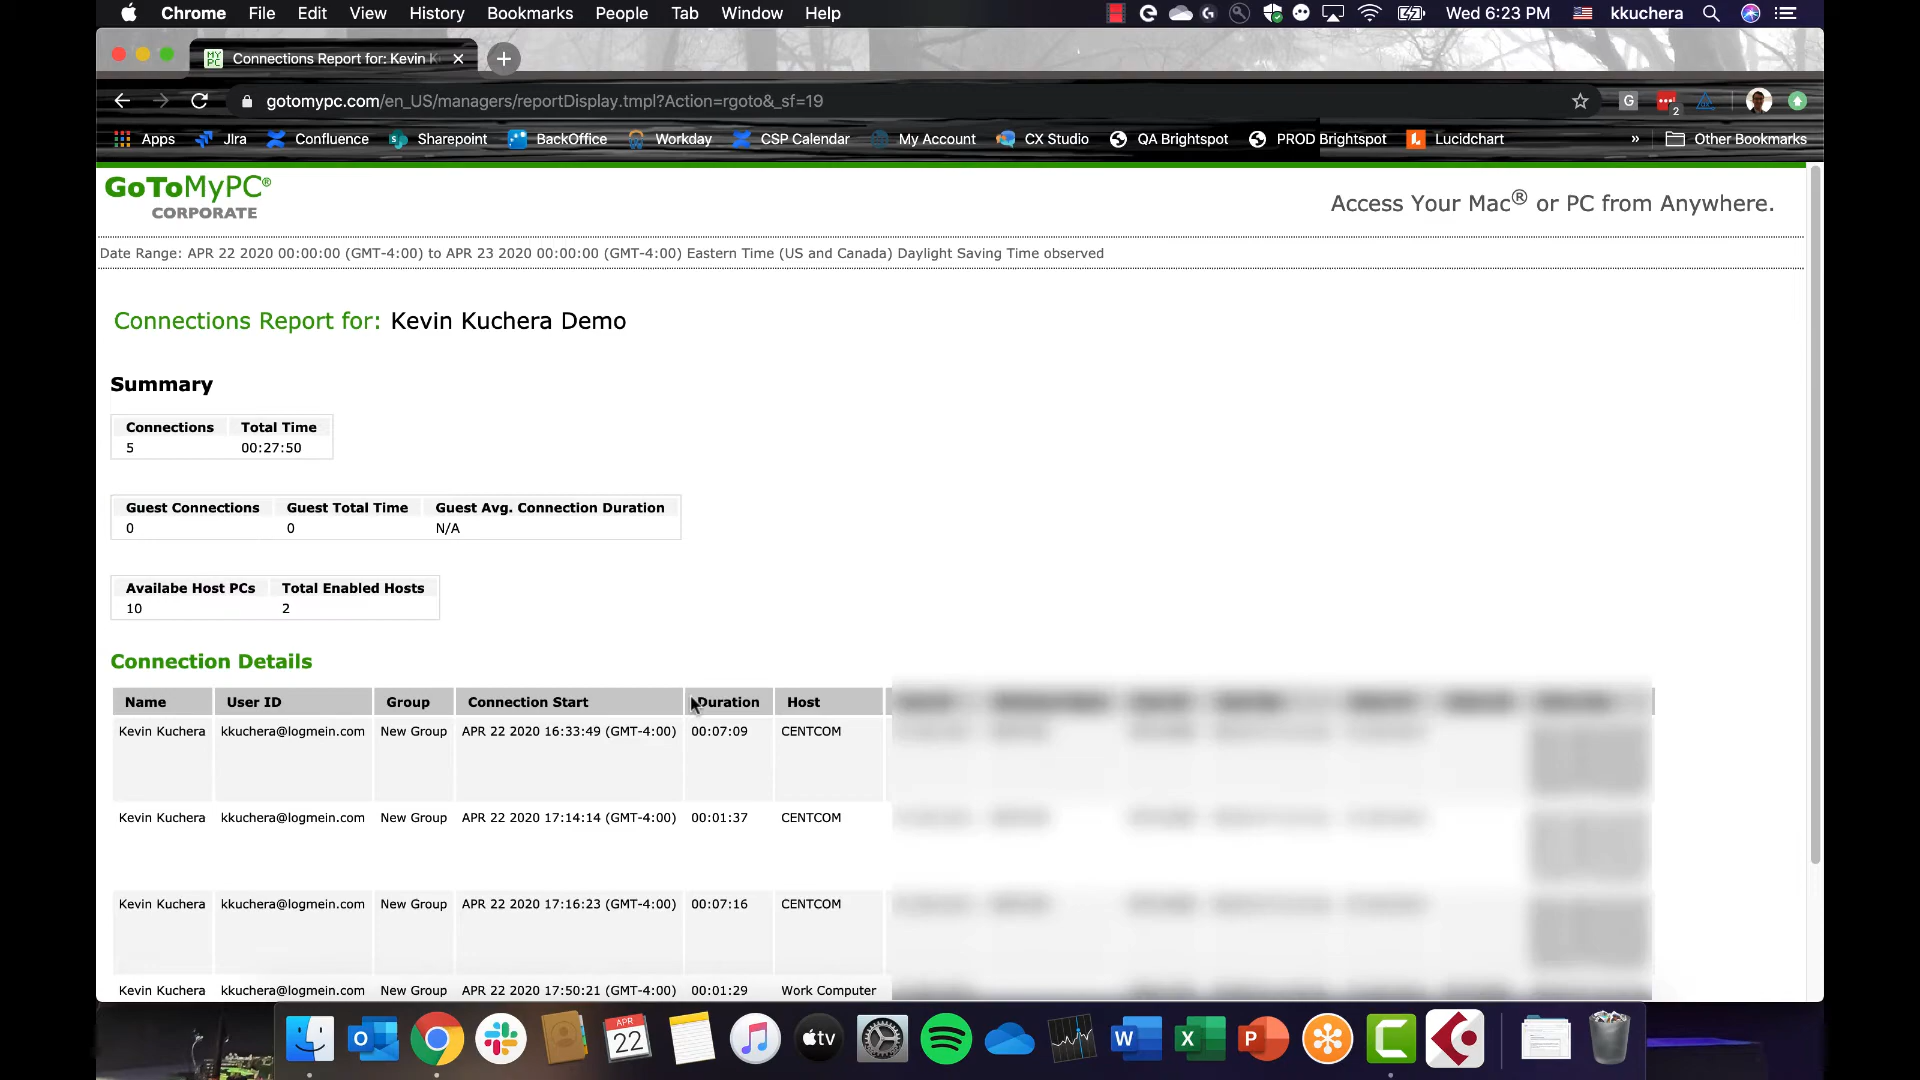 Chrome File Edit View History Bookmarks People Tab Window Help Wed 6:23 PM kkuchera
Connections Report for: Kevin K
gotomypc.com/en_US/managers/reportDisplay.tmpl?Action=rgoto&_sf=19
Apps Jira Confluence Sharepoint BackOffice Workday CSP Calendar My Account CX Studio QA Brightspot PROD Brightspot Lucidchart » Other Bookmarks
GoToMyPC®
CORPORATE
Access Your Mac® or PC from Anywhere.
Date Range: APR 22 2020 00:00:00 (GMT-4:00) to APR 23 2020 00:00:00 (GMT-4:00) Eastern Time (US and Canada) Daylight Saving Time observed
Connections Report for: Kevin Kuchera Demo
Summary
Connections Total Time
5 00:27:50
Guest Connections Guest Total Time Guest Avg. Connection Duration
0 0 N/A
Availabe Host PCs Total Enabled Hosts
10 2
Connection Details
Name User ID Group Connection Start Duration Host
Kevin Kuchera kkuchera@logmein.com New Group APR 22 2020 16:33:49 (GMT-4:00) 00:07:09 CENTCOM
Kevin Kuchera kkuchera@logmein.com New Group APR 22 2020 17:14:14 (GMT-4:00) 00:01:37 CENTCOM
Kevin Kuchera kkuchera@logmein.com New Group APR 22 2020 17:16:23 (GMT-4:00) 00:07:16 CENTCOM
Kevin Kuchera kkuchera@logmein.com New Group APR 22 2020 17:50:21 (GMT-4:00) 00:01:29 Work Computer
APR
22
tv